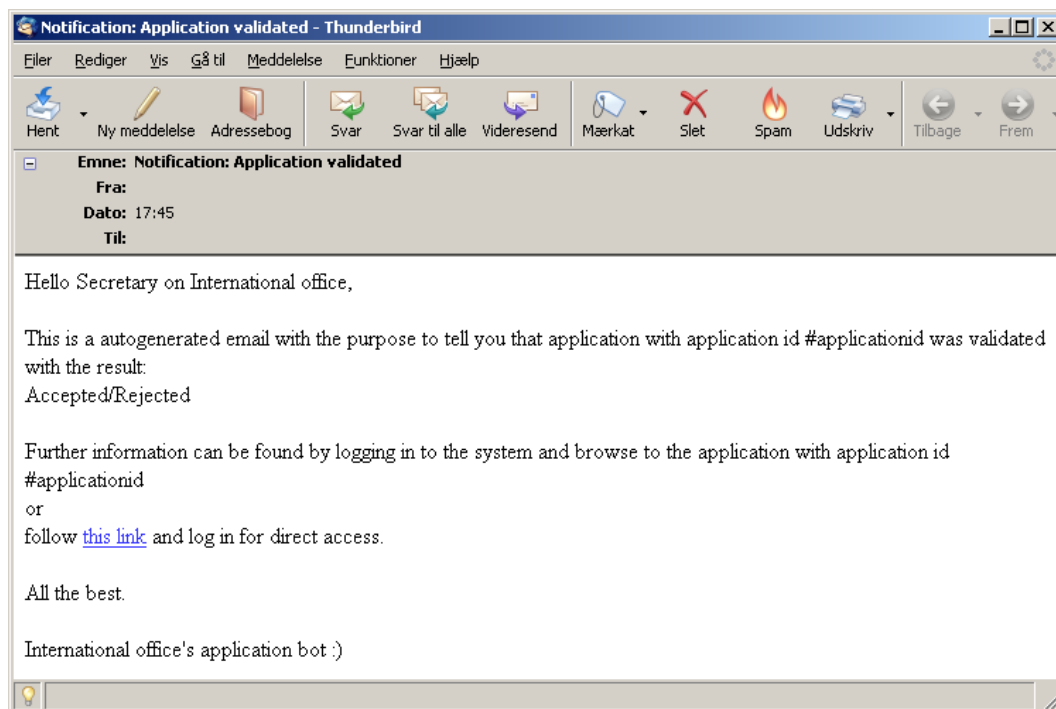 Notification: Application validated - Thunderbird
Filer Rediger Vis Gå til Meddelelse Funktioner Hjælp
Hent Ny meddelelse Adressebog Svar Svar til alle Videresend Mærkat Slet Spam Udskriv Tilbage Frem
Emne: Notification: Application validated
Fra:
Dato: 17:45
Til:
Hello Secretary on International office,
This is a autogenerated email with the purpose to tell you that application with application id #applicationid was validated
with the result:
Accepted/Rejected
Further information can be found by logging in to the system and browse to the application with application id
#applicationid
or
follow this link and log in for direct access.
All the best.
International office's application bot :)